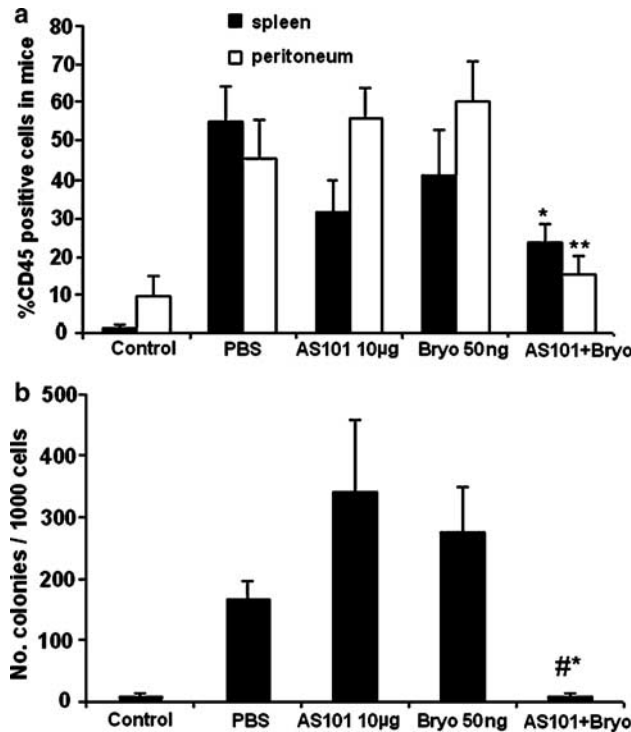 a
80
70
60
50
40
30
20
10
0
%CD45 positive cells in mice
spleen
peritoneum
*
**
Control PBS AS101 10µg Bryo 50ng AS101+Bryo
b
500
400
300
200
100
0
No. colonies / 1000 cells
#*
Control PBS AS101 10µg Bryo 50ng AS101+Bryo